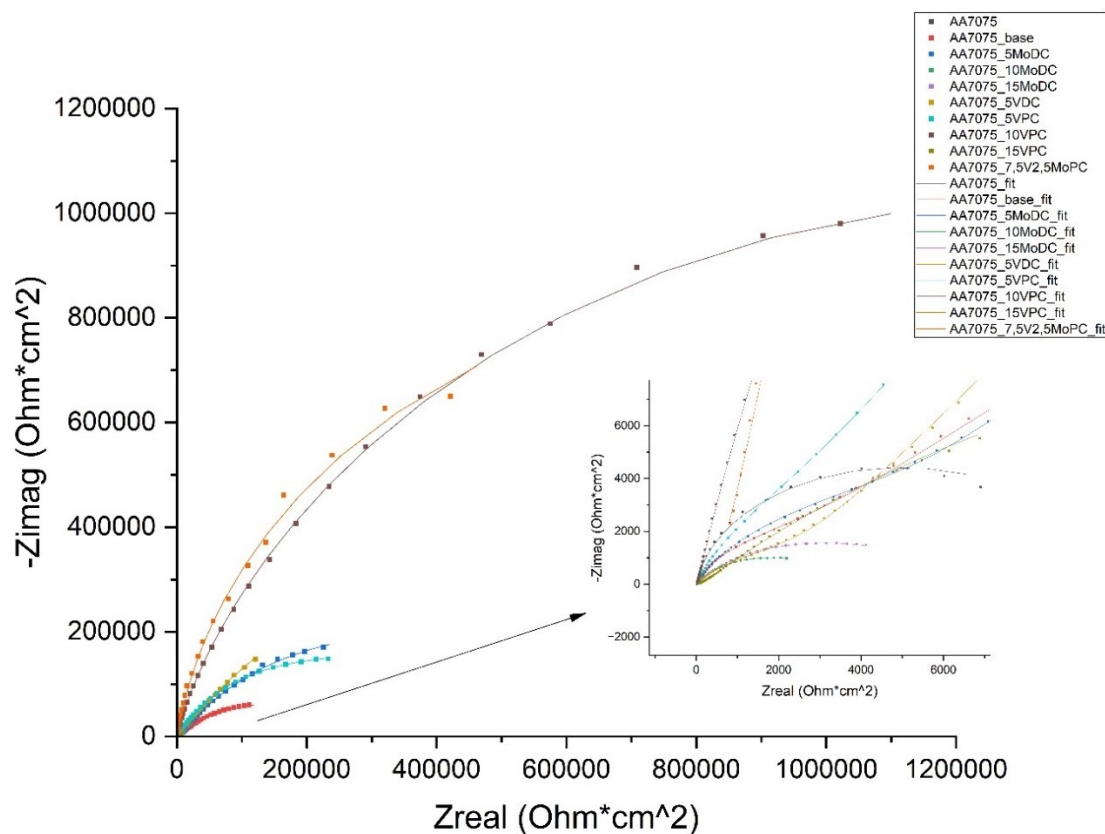 AA7075
AA7075_base
AA7075_5MoDC
AA7075_10MoDC
AA7075_15MoDC
AA7075_5VDC
AA7075_5VPC
AA7075_10VPC
AA7075_15VPC
AA7075_7,5V2,5MoPC
AA7075_fit
AA7075_base_fit
AA7075_5MoDC_fit
AA7075_10MoDC_fit
AA7075_15MoDC_fit
AA7075_5VDC_fit
AA7075_5VPC_fit
AA7075_10VPC_fit
AA7075_15VPC_fit
AA7075_7,5V2,5MoPC_fit
-Zimag (Ohm*cm^2)
1200000
1000000
800000
600000
400000
200000
0
-Zimag (Ohm*cm^2)
6000
4000
2000
0
−2000
0 2000 4000 6000
Zreal (Ohm*cm^2)
0 200000 400000 600000 800000 1000000 1200000
Zreal (Ohm*cm^2)